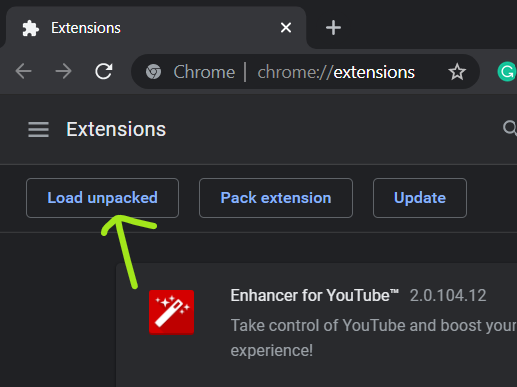 Extensions
Chrome | chrome://extensions
Extensions
Load unpacked
Pack extension
Update
Enhancer for YouTube™ 2.0.104.12
Take control of YouTube and boost your
experience!